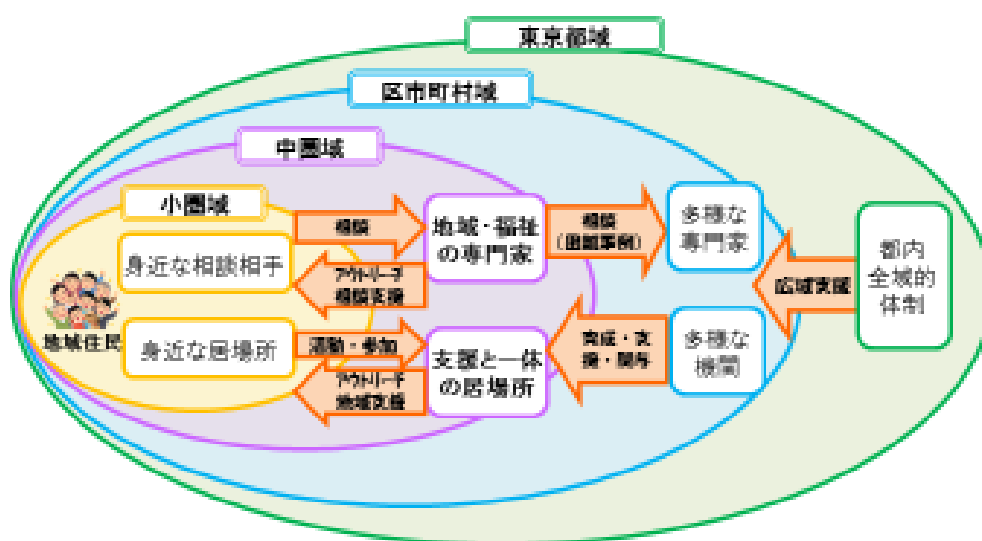 東京都域
区市町村域
中圏域
小圏域
相談
地域・福祉
の専門家
相談
(困難事例)
多様な
専門家
身近な相談相手
アウトリーチ
相談支援
広域支援
都内
全域的
体制
地域住民
身近な居場所
活動・参加
支援と一体
の居場所
育成・支
援・関与
多様な
機関
アウトリーチ
地域支援